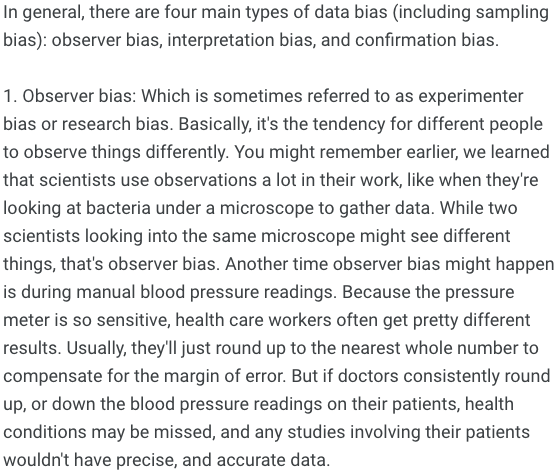 In general, there are four main types of data bias (including sampling
bias): observer bias, interpretation bias, and confirmation bias.
1. Observer bias: Which is sometimes referred to as experimenter
bias or research bias. Basically, it's the tendency for different people
to observe things differently. You might remember earlier, we learned
that scientists use observations a lot in their work, like when they're
looking at bacteria under a microscope to gather data. While two
scientists looking into the same microscope might see different
things, that's observer bias. Another time observer bias might happen
is during manual blood pressure readings. Because the pressure
meter is so sensitive, health care workers often get pretty different
results. Usually, they'll just round up to the nearest whole number to
compensate for the margin of error. But if doctors consistently round
up, or down the blood pressure readings on their patients, health
conditions may be missed, and any studies involving their patients
wouldn't have precise, and accurate data.